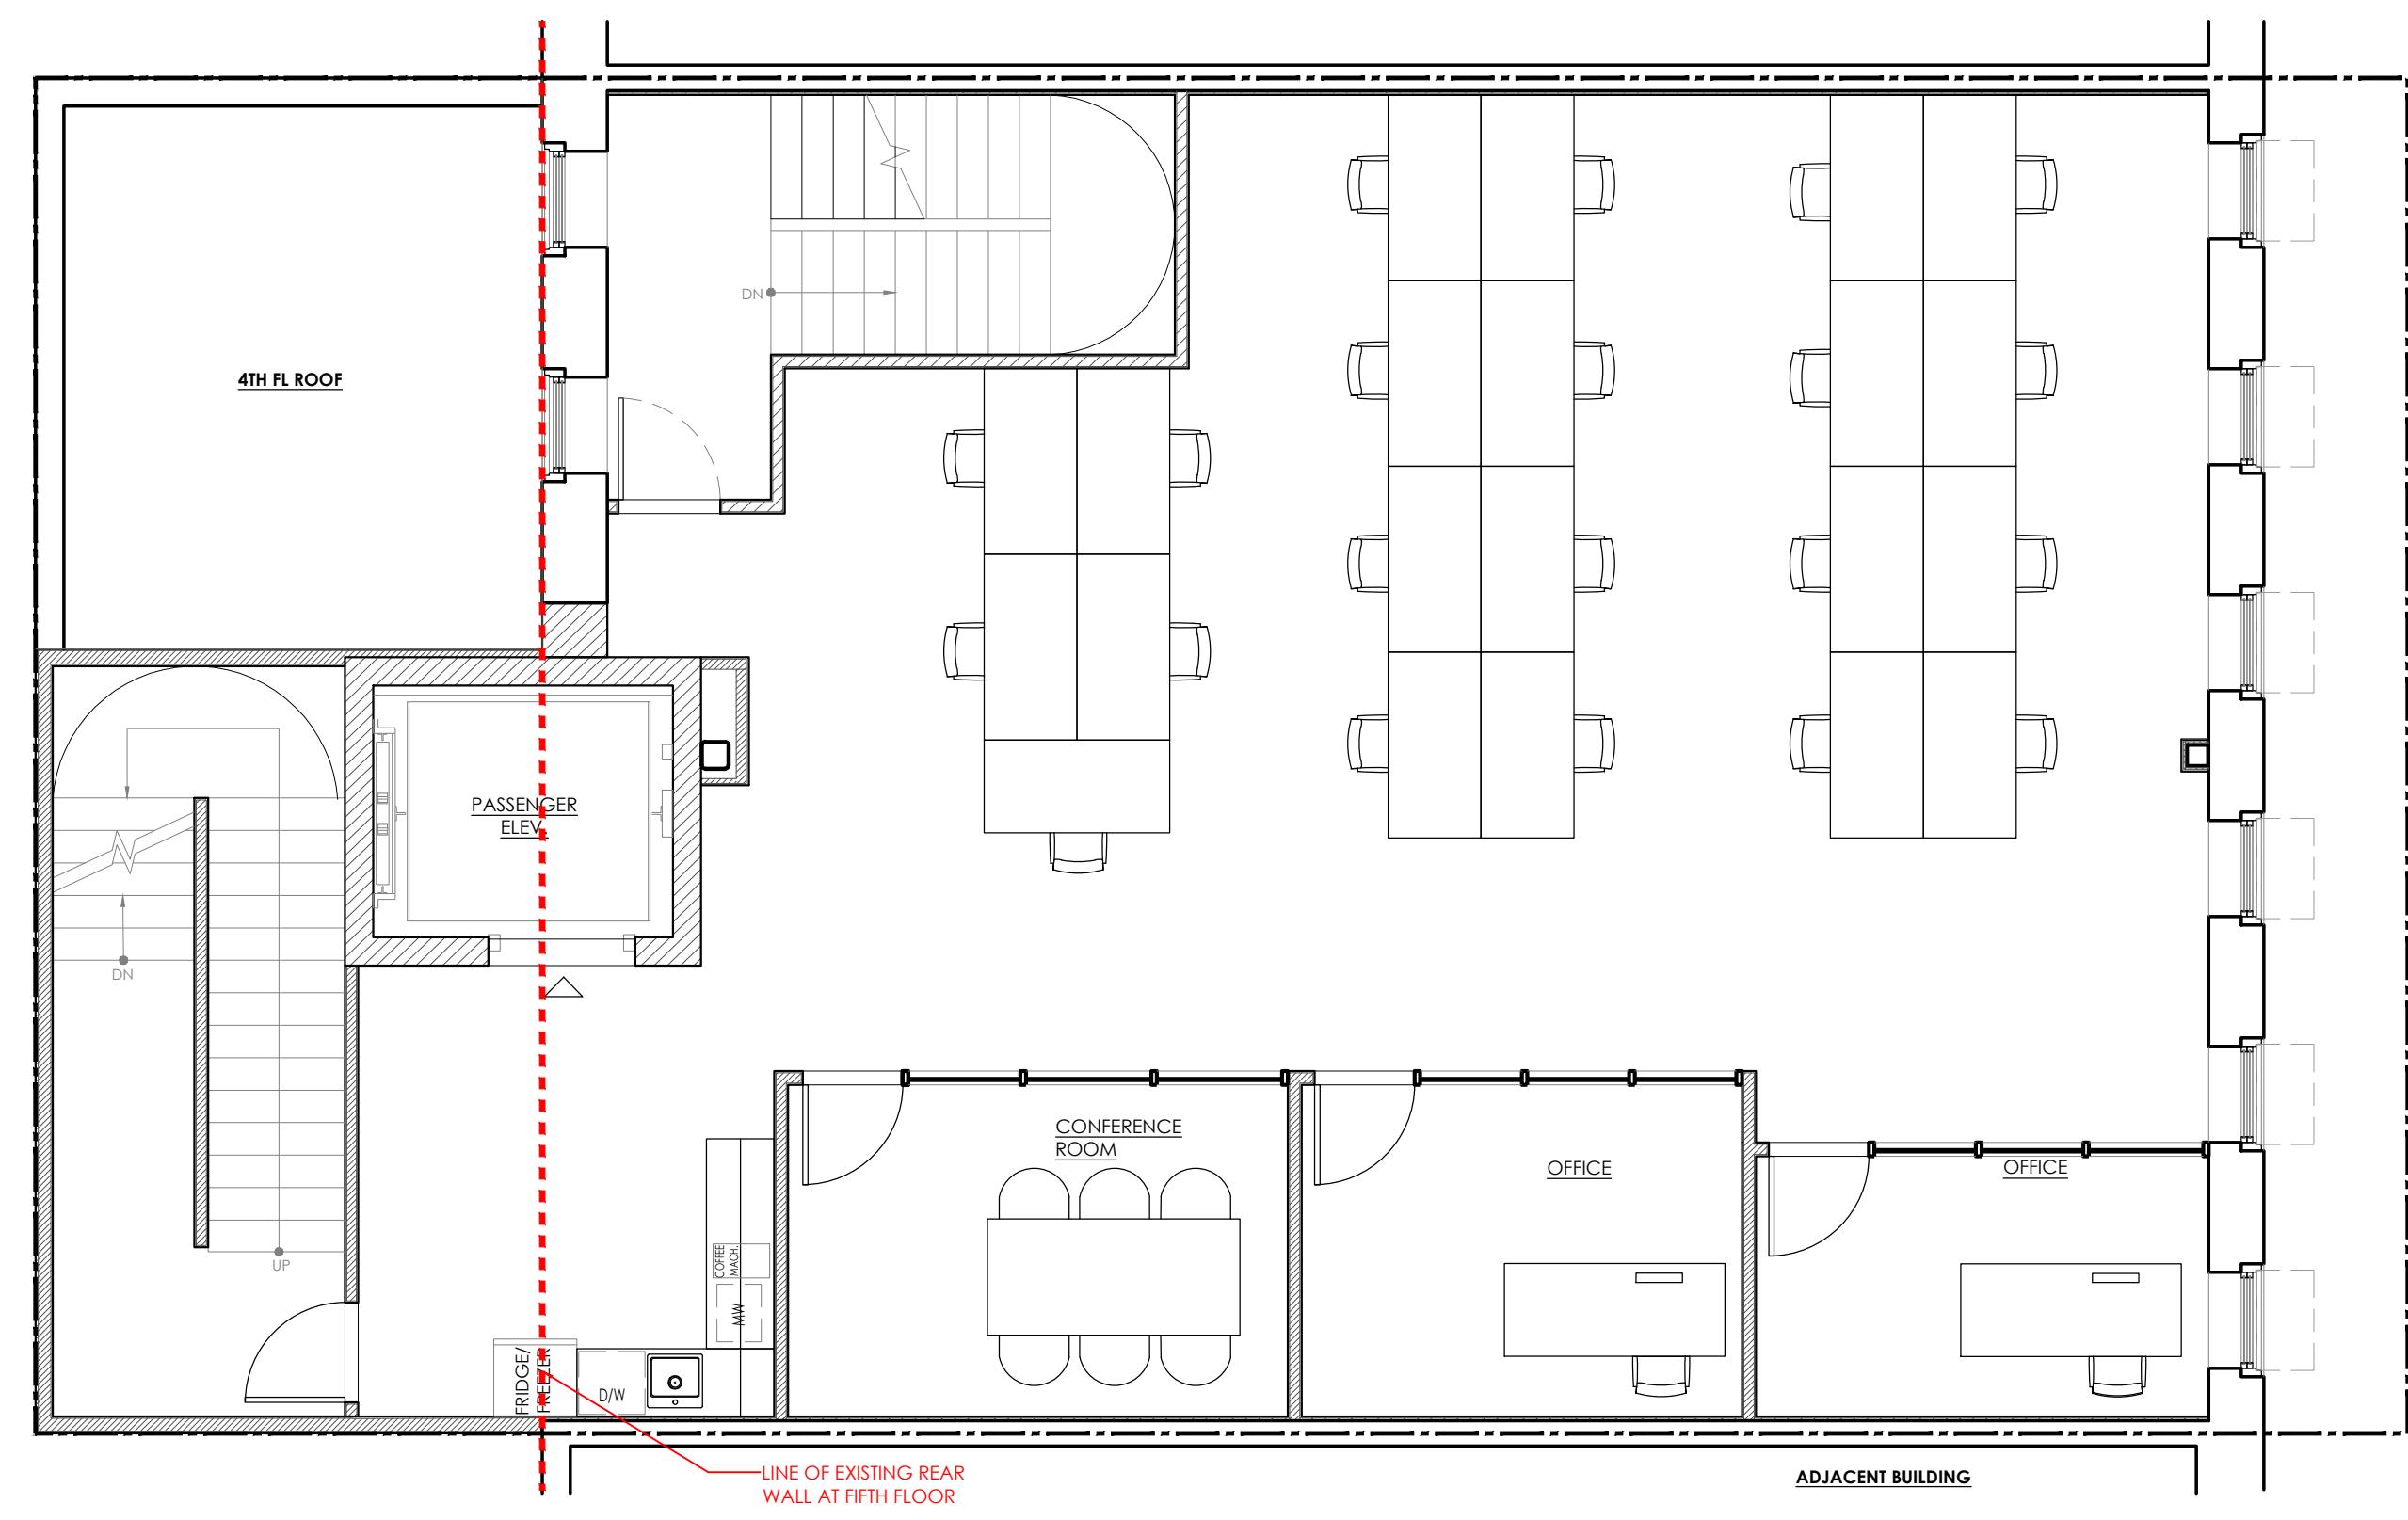 DN
4TH FL ROOF
PASSENGER
ELEV.
DN
UP
CONFERENCE
ROOM
OFFICE
OFFICE
COFFEE
MACH.
MW
FRIDGE/
FREEZER
D/W
LINE OF EXISTING REAR
WALL AT FIFTH FLOOR
ADJACENT BUILDING